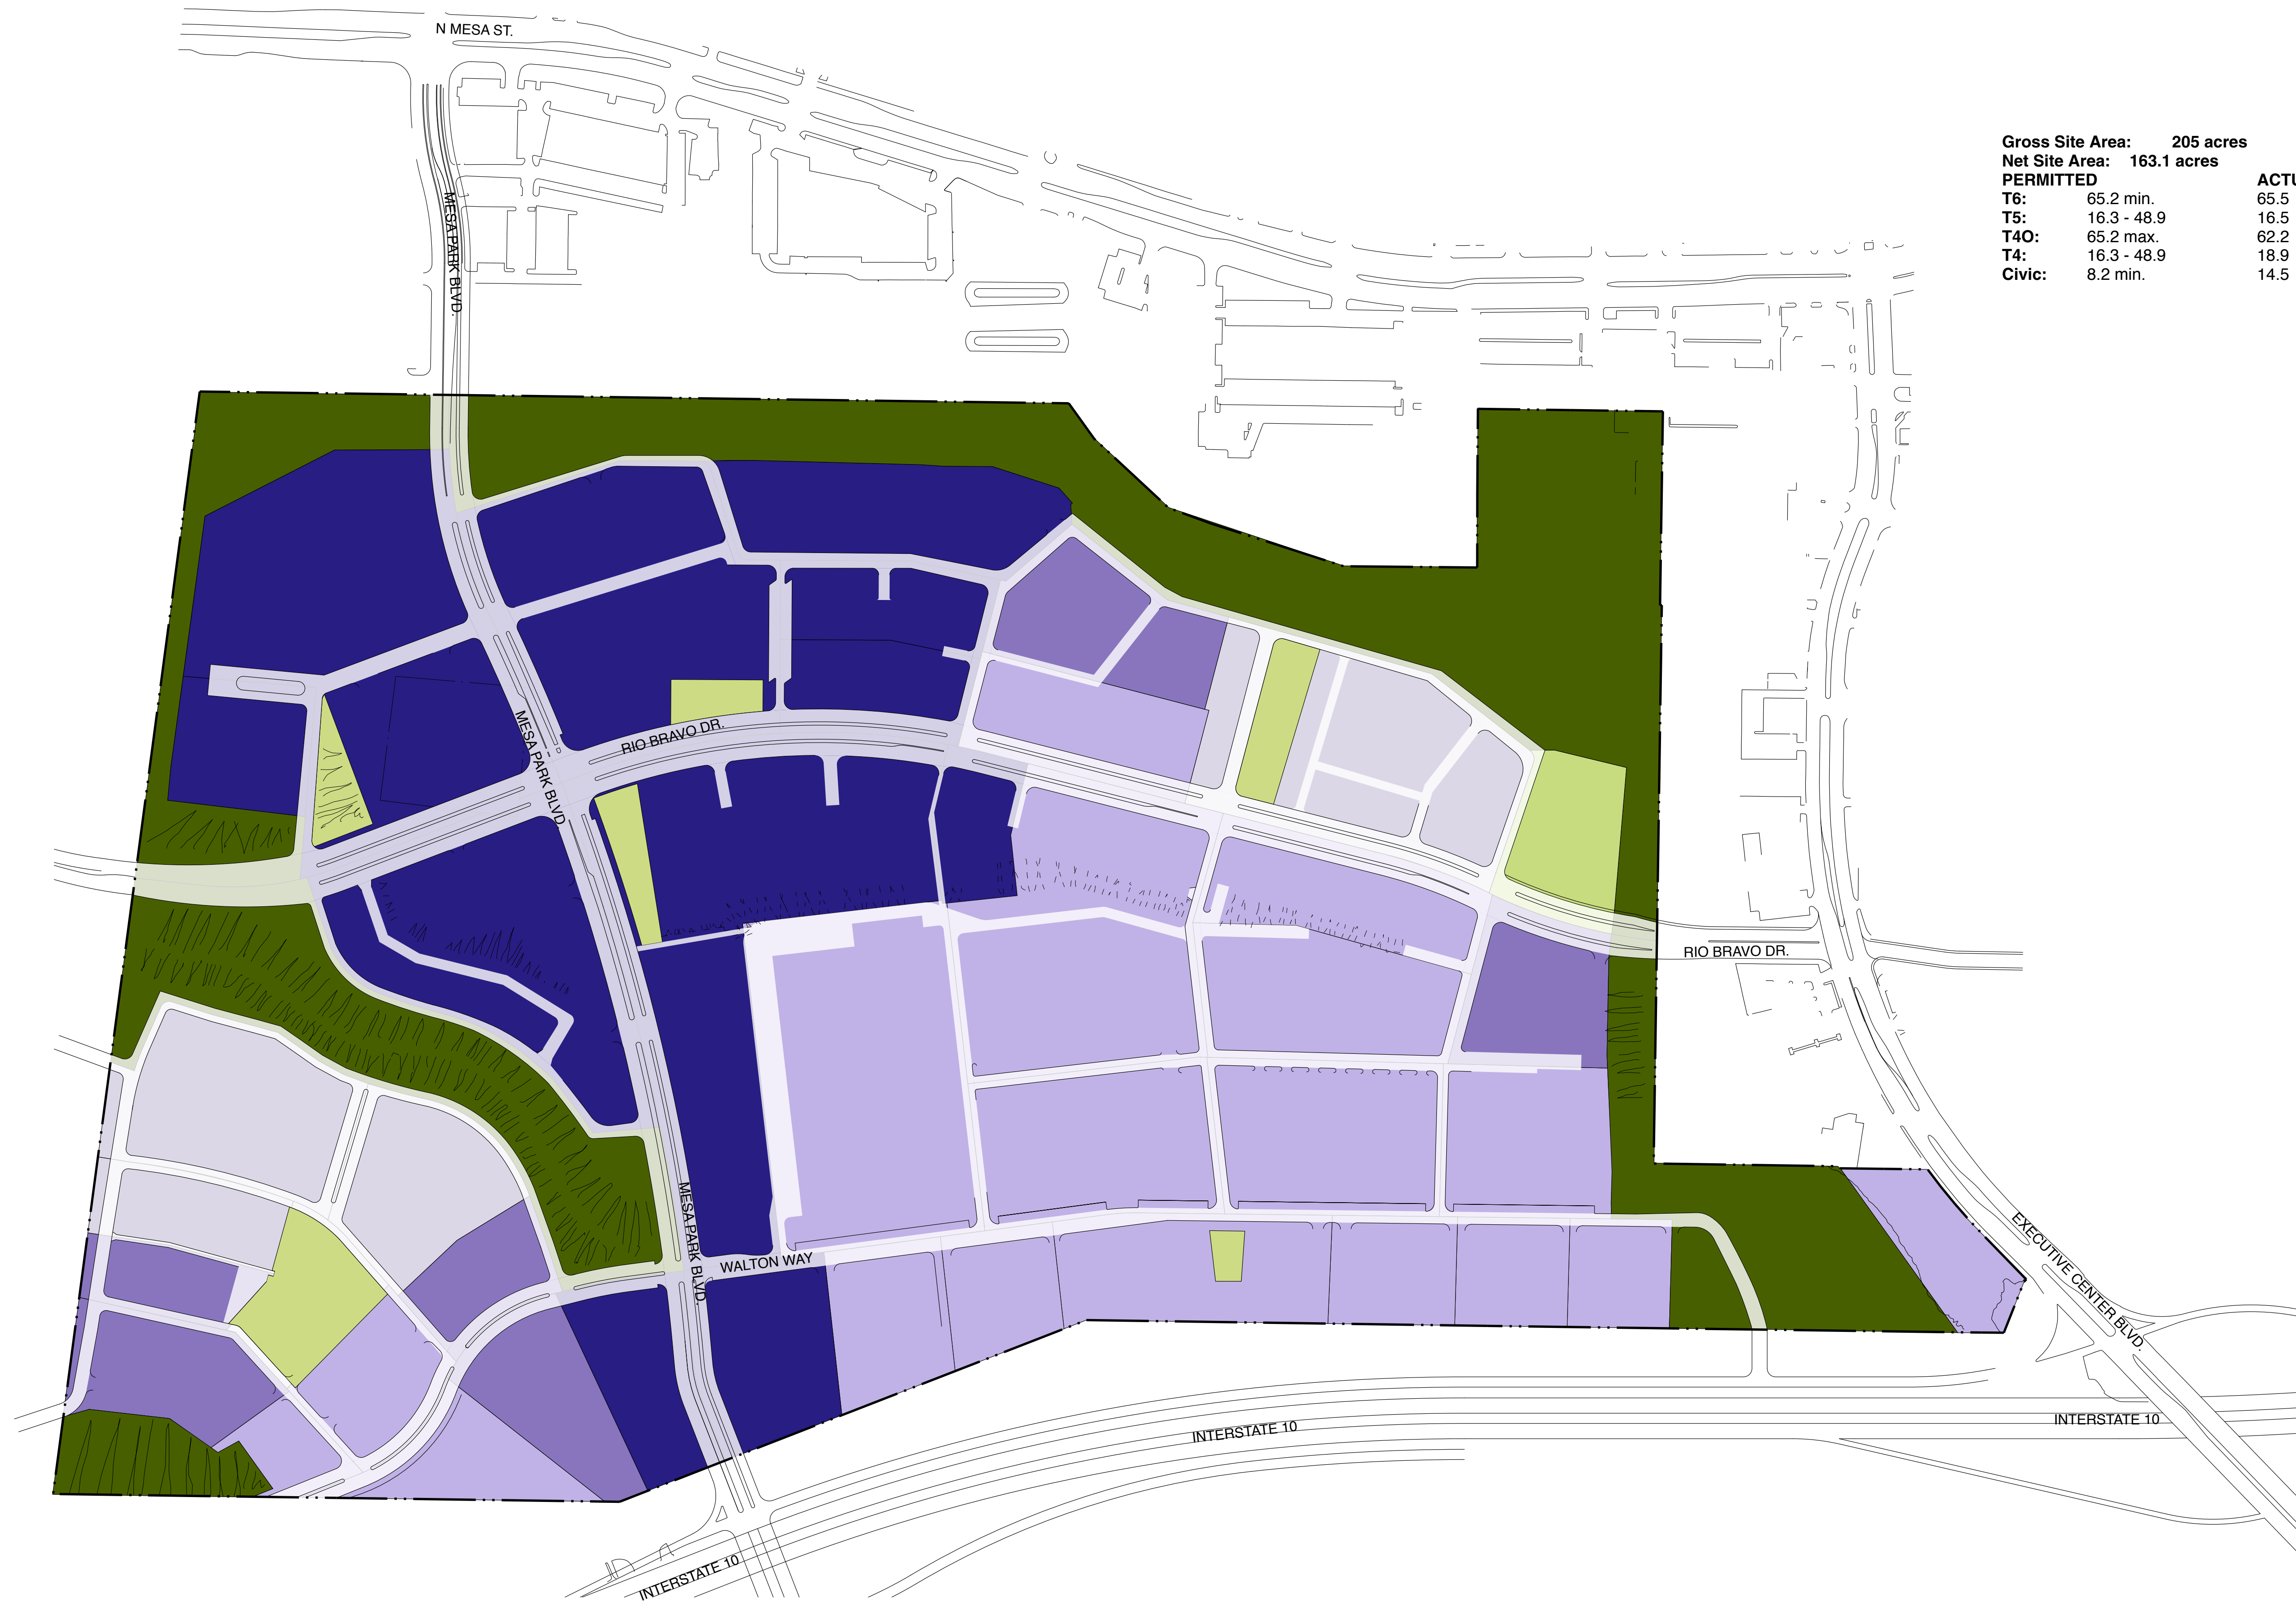 N MESA ST.
Gross Site Area: 205 acres
Net Site Area: 163.1 acres
PERMITTED ACTU
T6: 65.2 min. 65.5
T5: 16.3 - 48.9 16.5
T4O: 65.2 max. 62.2
T4: 16.3 - 48.9 18.9
Civic: 8.2 min. 14.5
MESA PARK BLVD.
MESA PARK BLVD.
RIO BRAVO DR.
RIO BRAVO DR.
MESA PARK BLVD.
WALTON WAY
EXECUTIVE CENTER BLVD.
INTERSTATE 10
INTERSTATE 10
INTERSTATE 10